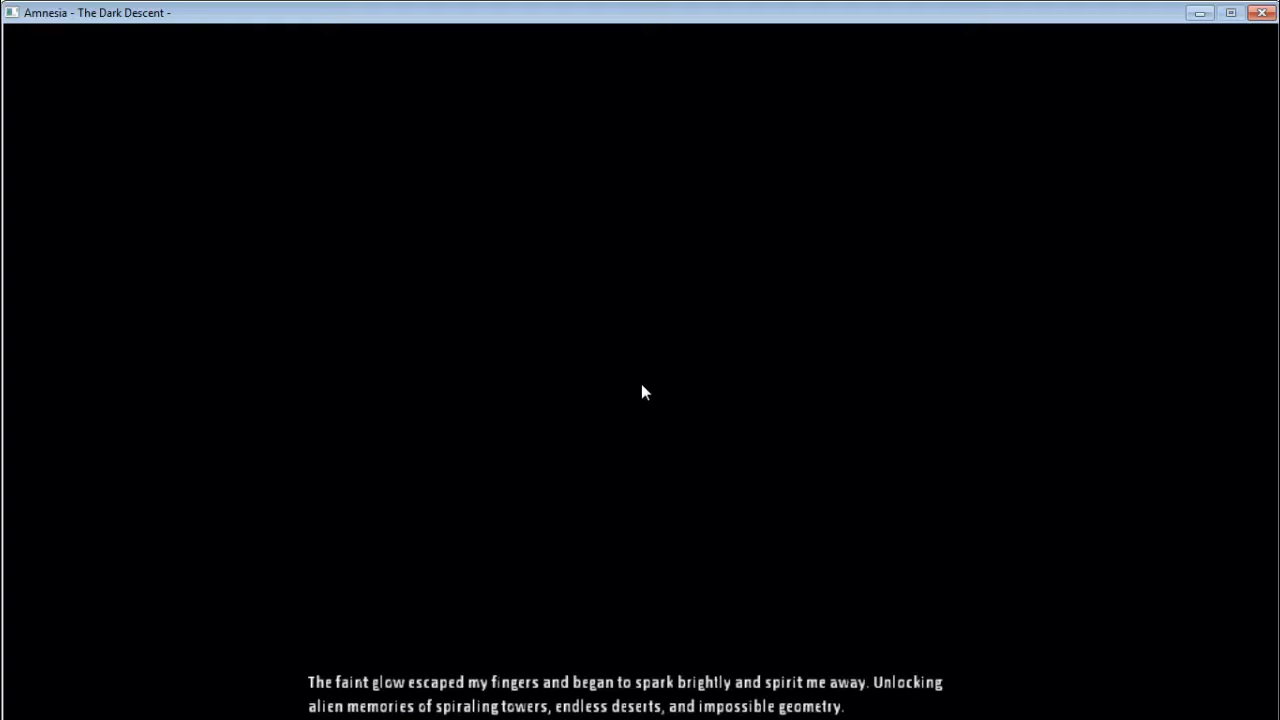 Amnesia - The Dark Descent -
The faint glow escaped my fingers and began to spark brightly and spirit me away. Unlocking
alien memories of spiraling towers, endless deserts, and impossible geometry.